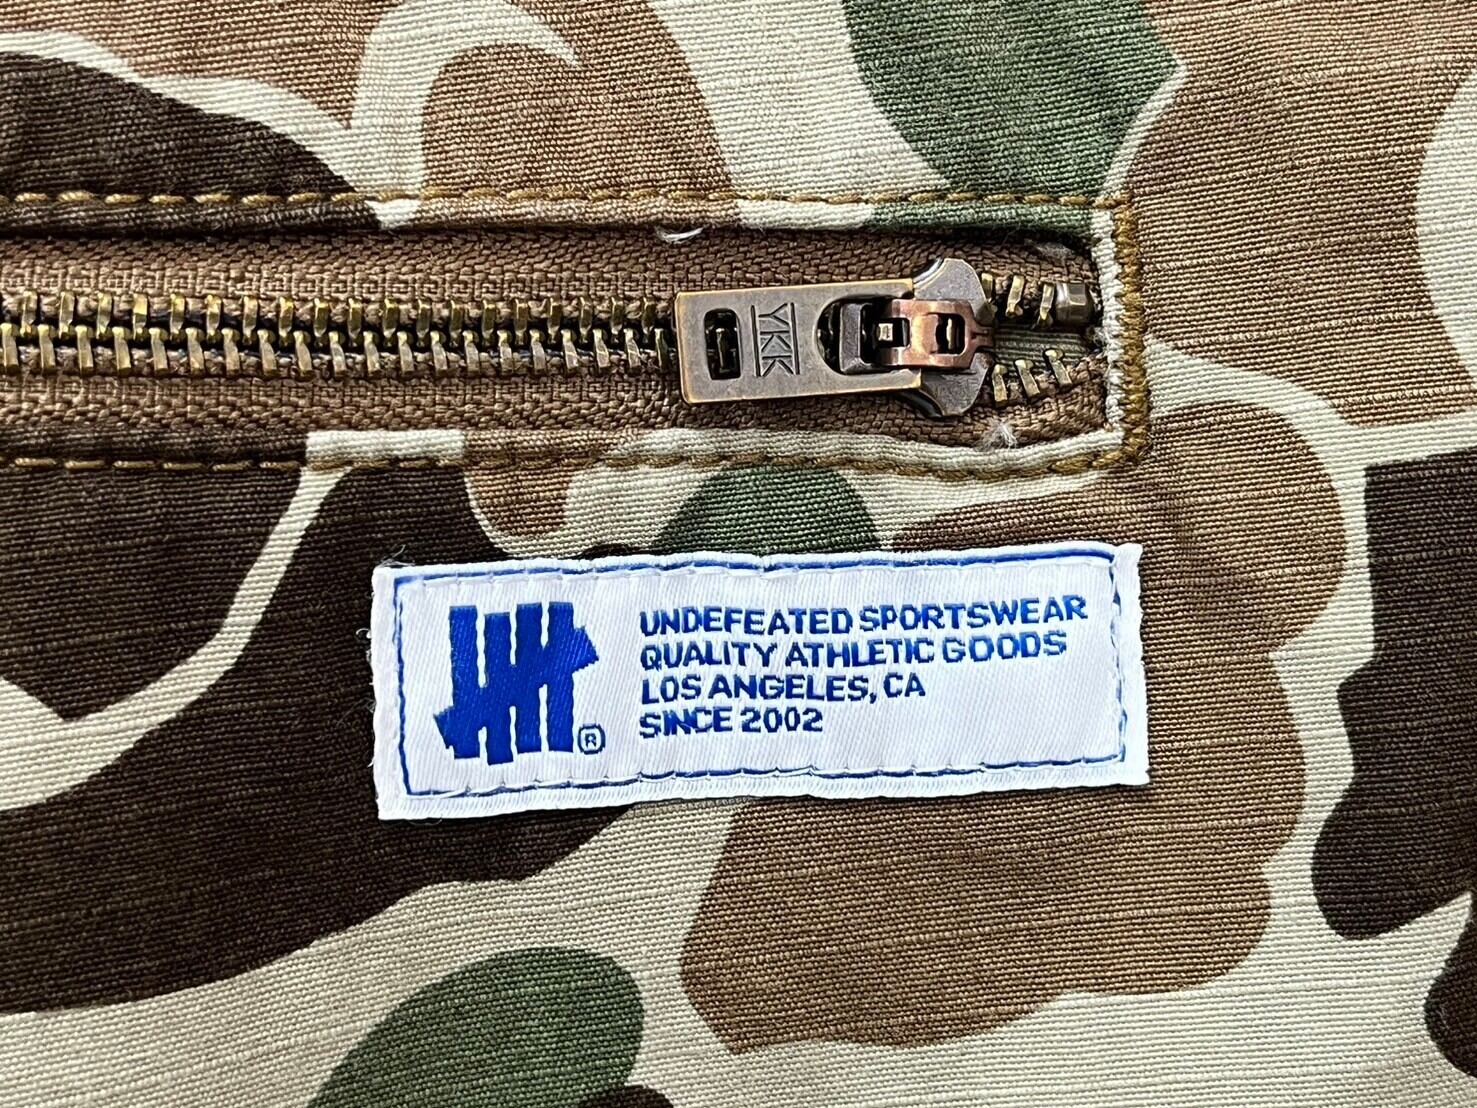 YKK
UNDEFEATED SPORTSWEAR
QUALITY ATHLETIC GOODS
LOS ANGELES, CA
SINCE 2002
®